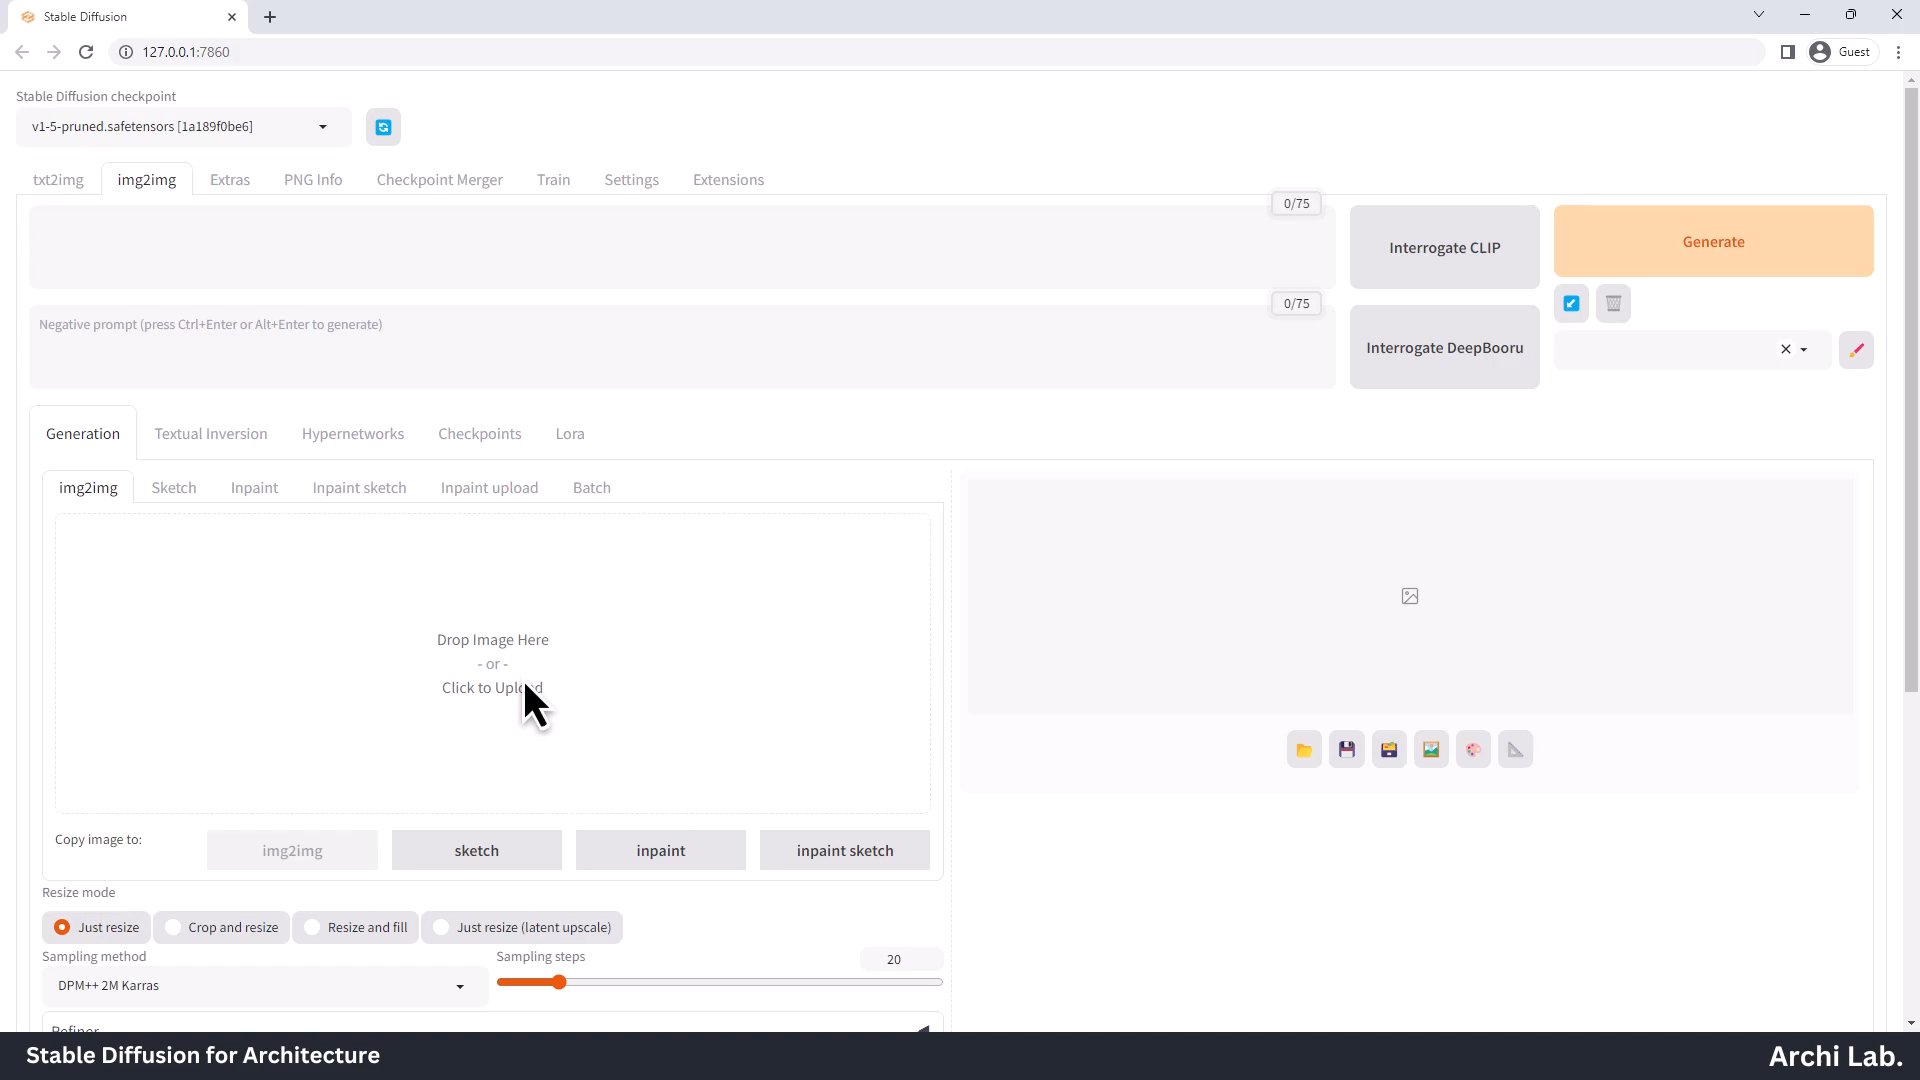 Stable Diffusion
127.0.0.1:7860
Guest
Stable Diffusion checkpoint
v1-5-pruned.safetensors [1a189f0be6]
txt2img img2img Extras PNG Info Checkpoint Merger Train Settings Extensions
0/75
Interrogate CLIP
Generate
0/75
Negative prompt (press Ctrl+Enter or Alt+Enter to generate)
Interrogate DeepBooru
Generation Textual Inversion Hypernetworks Checkpoints Lora
img2img Sketch Inpaint Inpaint sketch Inpaint upload Batch
Drop Image Here
- or -
Click to Upload
Copy image to:
img2img sketch inpaint inpaint sketch
Resize mode
Just resize Crop and resize Resize and fill Just resize (latent upscale)
Sampling method
Sampling steps
20
DPM++ 2M Karras
Refiner
Stable Diffusion for Architecture
Archi Lab.